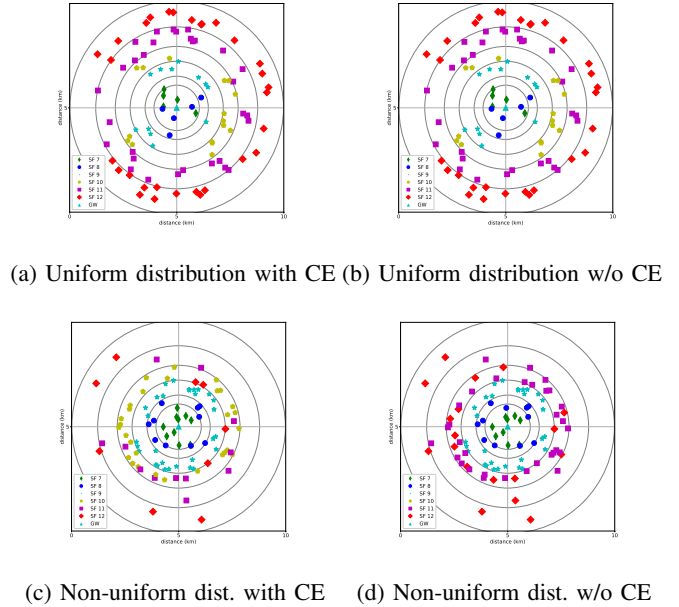 distance (km)
5
SF 7
SF 8
SF 9
SF 10
SF 11
SF 12
GW
0
5
10
distance (km)
distance (km)
5
SF 7
SF 8
SF 9
SF 10
SF 11
SF 12
GW
0
5
10
distance (km)
(a) Uniform distribution with CE (b) Uniform distribution w/o CE
distance (km)
5
SF 7
SF 8
SF 9
SF 10
SF 11
SF 12
GW
0
5
10
distance (km)
distance (km)
5
SF 7
SF 8
SF 9
SF 10
SF 11
SF 12
GW
0
5
10
distance (km)
(c) Non-uniform dist. with CE (d) Non-uniform dist. w/o CE